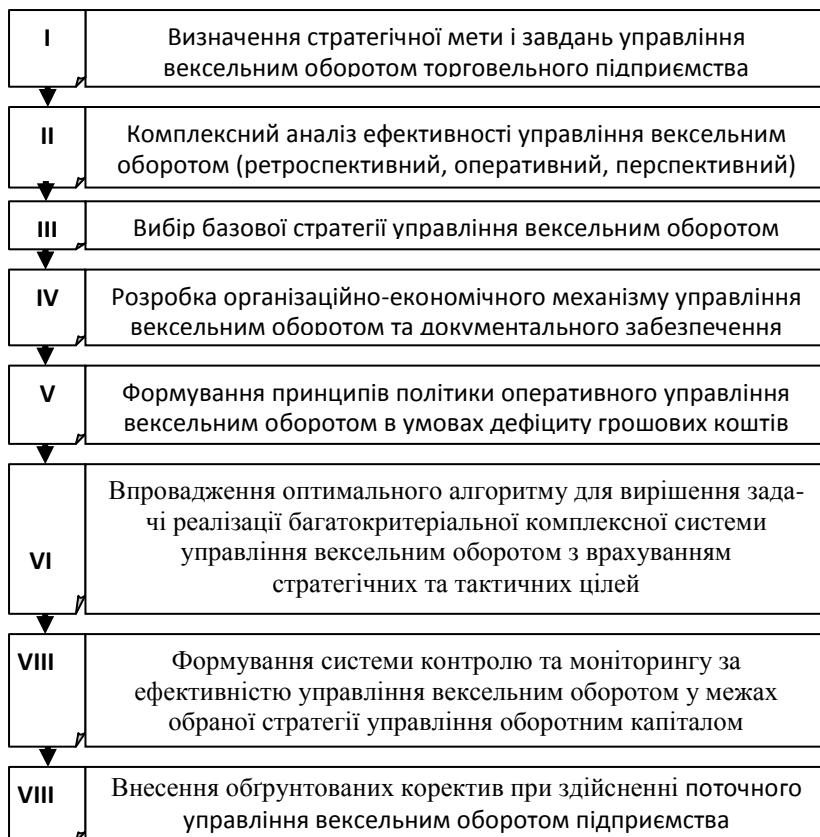 I
Визначення стратегічної мети і завдань управління
вексельним оборотом торговельного підприємства
II
Комплексний аналіз ефективності управління вексельним
оборотом (ретроспективний, оперативний, перспективний)
III
Вибір базової стратегії управління вексельним оборотом
IV
Розробка організаційно-економічного механізму управління
вексельним оборотом та документального забезпечення
V
Формування принципів політики оперативного управління
вексельним оборотом в умовах дефіциту грошових коштів
VI
Впровадження оптимального алгоритму для вирішення зада-
чі реалізації багатокритеріальної комплексної системи
управління вексельним оборотом з врахуванням
стратегічних та тактичних цілей
VIII
Формування системи контролю та моніторингу за
ефективністю управління вексельним оборотом у межах
обраної стратегії управління оборотним капіталом
VIII
Внесення обґрунтованих коректив при здійсненні поточного
управління вексельним оборотом підприємства